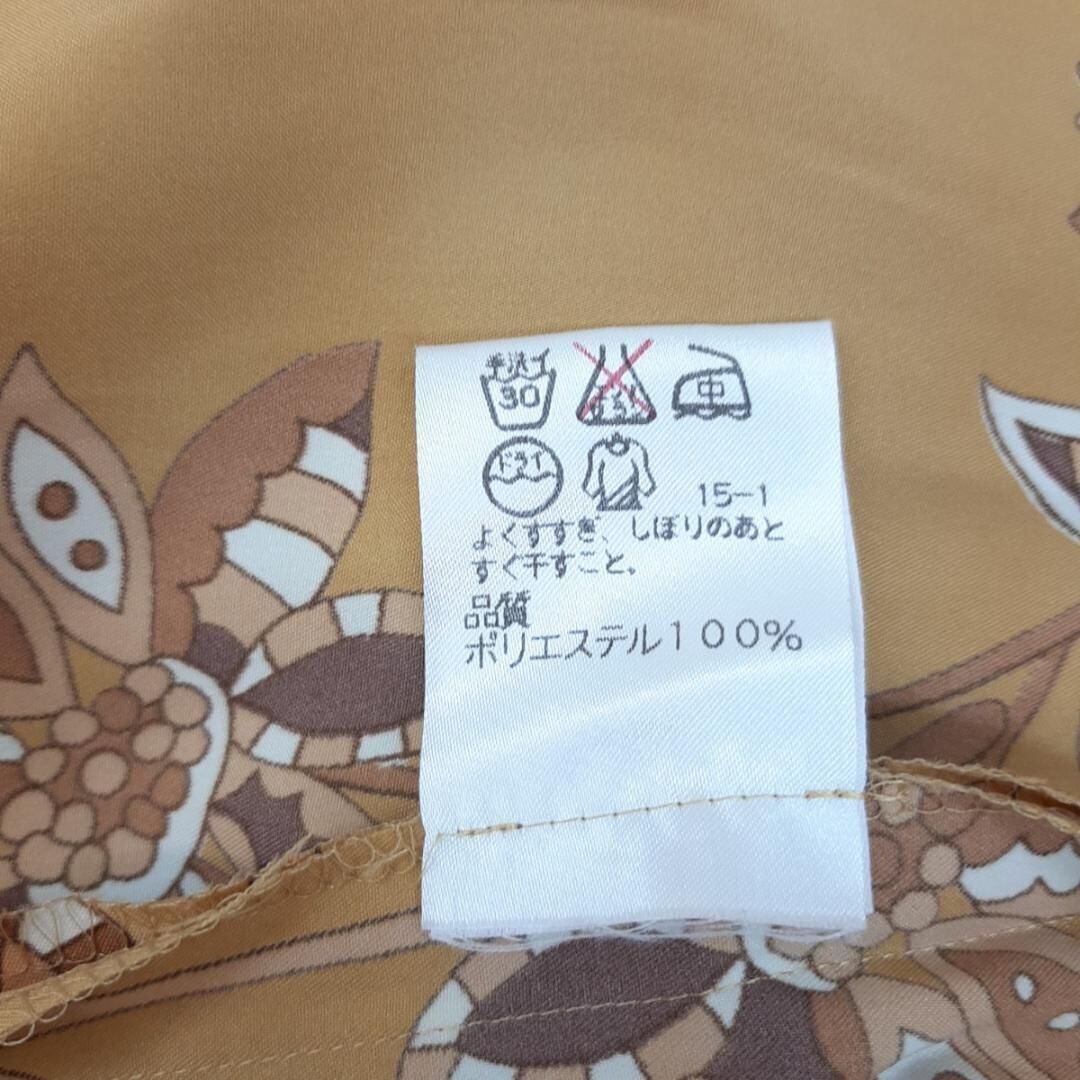 手洗イ
30
中
ドライ
15-1
よくすすぎ、しぼりのあと
すぐ干すこと。
品質
ポリエステル100%